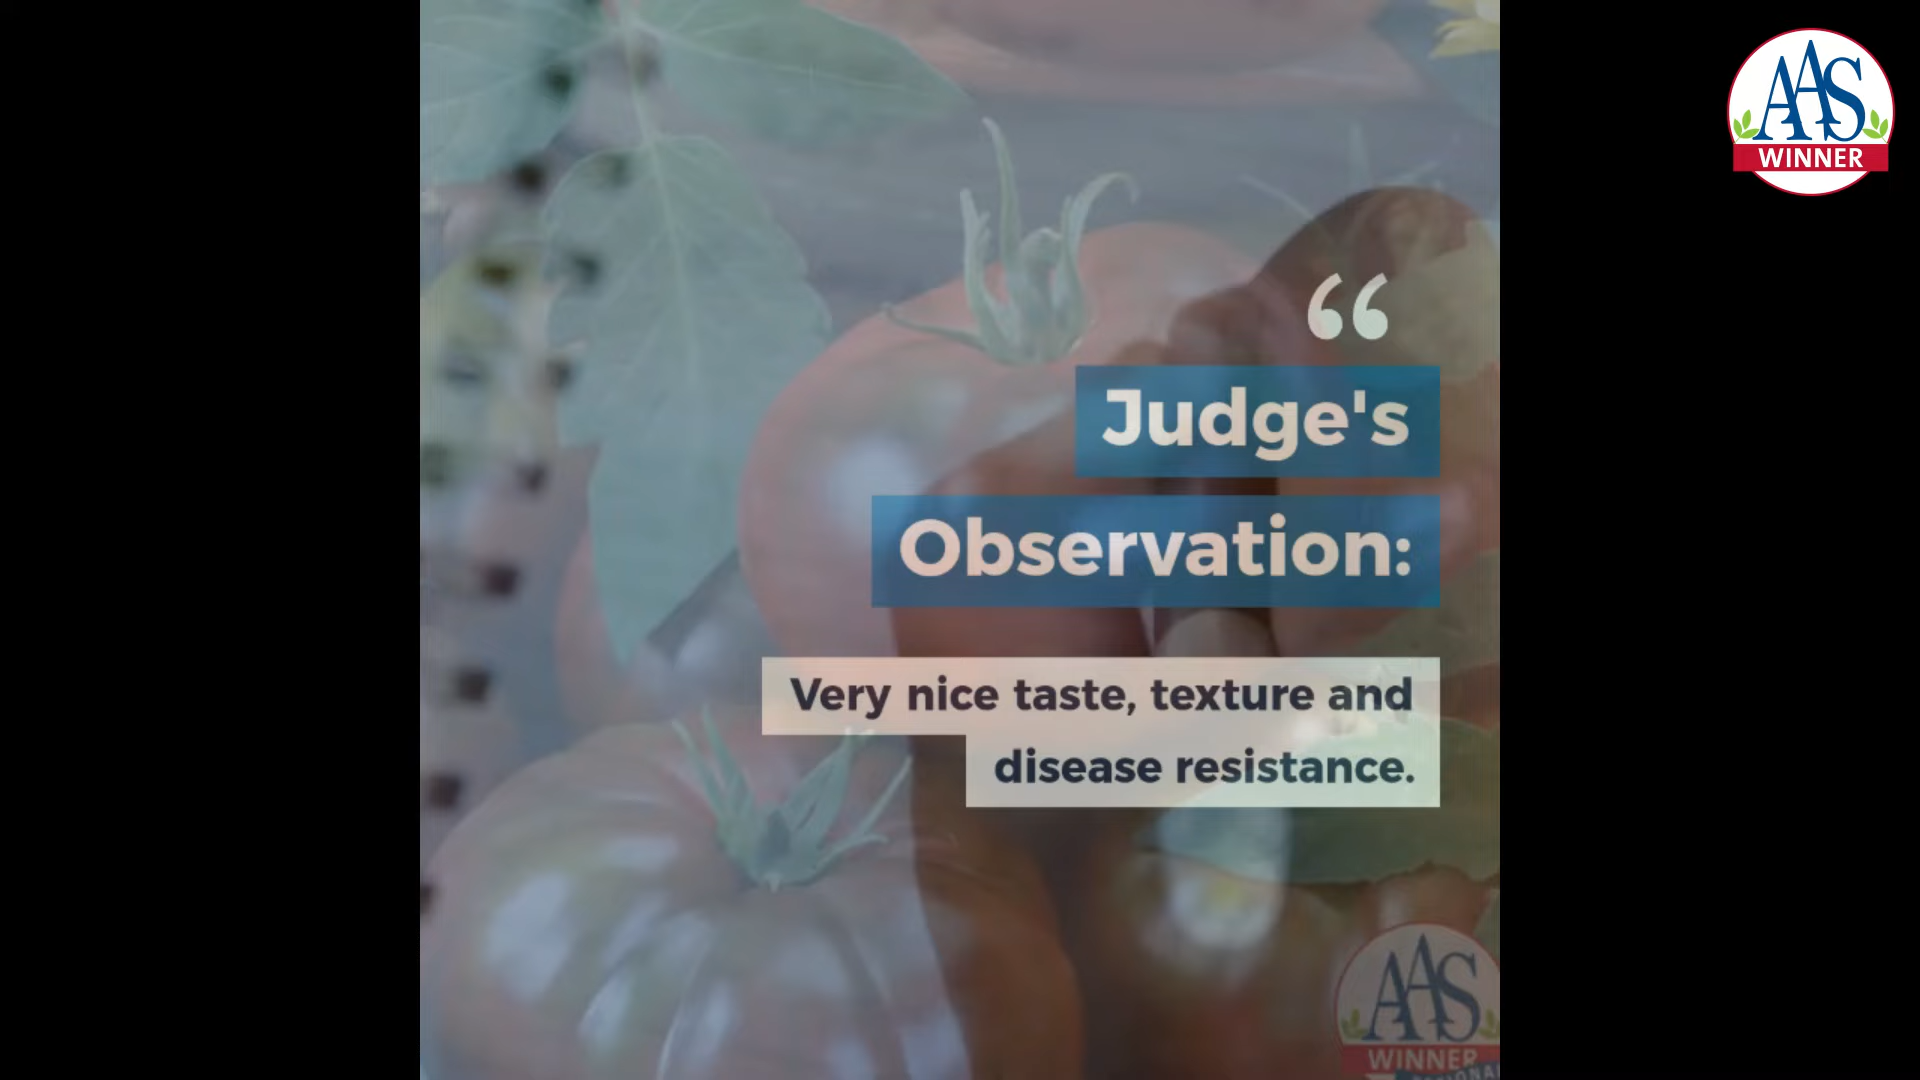 AAS
WINNER
“
Judge's
Observation:
Very nice taste, texture and
disease resistance.
AAS
WINNER